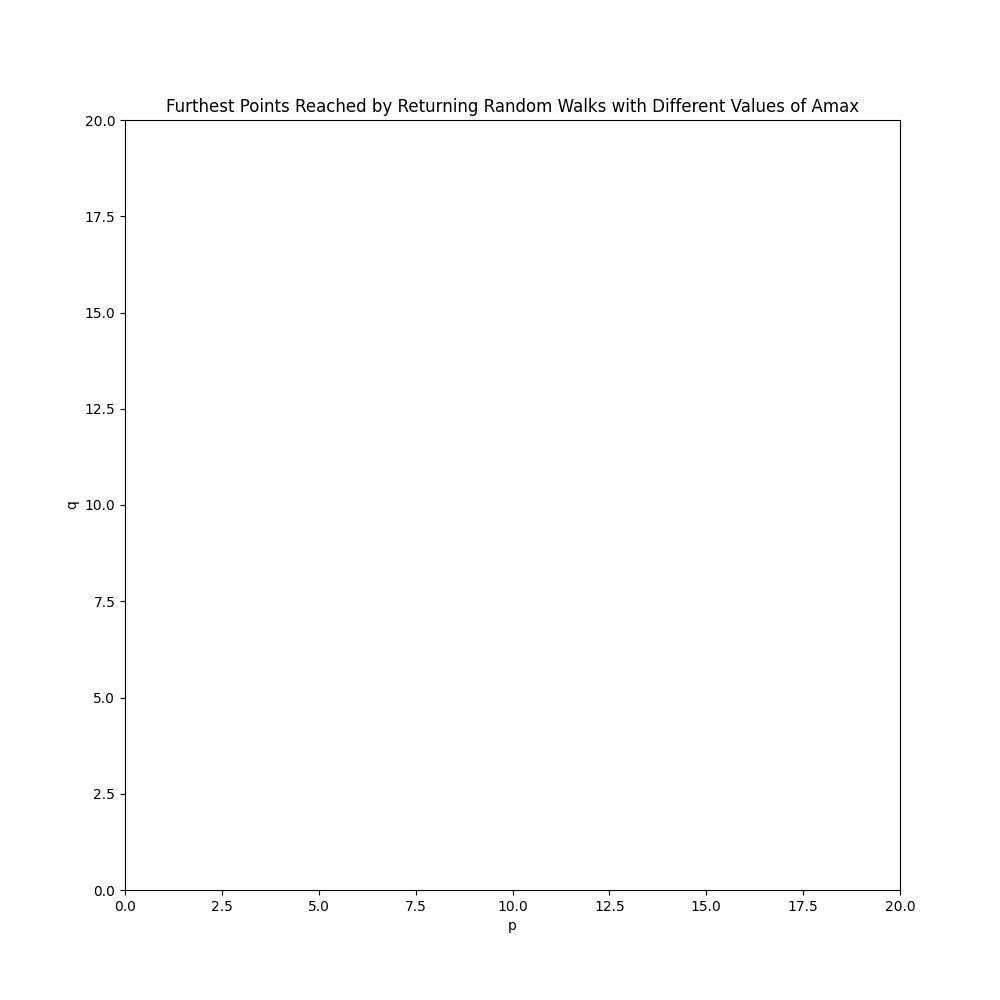 Furthest Points Reached by Returning Random Walks with Different Values of Amax
20.0
17.5
15.0
12.5
10.0
7.5
5.0
2.5
0.0
q
0.0 2.5 5.0 7.5 10.0 12.5 15.0 17.5 20.0
p